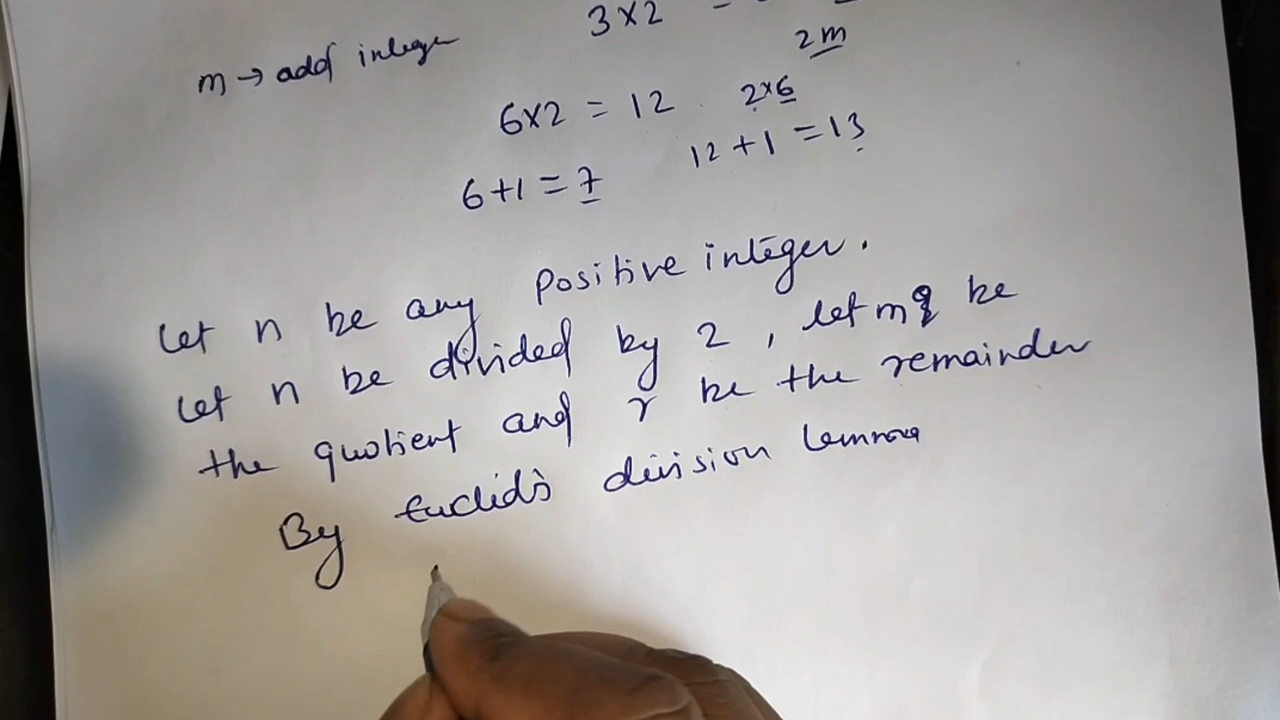 3×2 =
m → add integer
2m
6×2 = 12
2×6
12+1 =13
6+1 = 7
Let n be any positive integer.
Let n be divided by 2, let m be
the quotient and r be the remainder
By Euclid's division Lemma